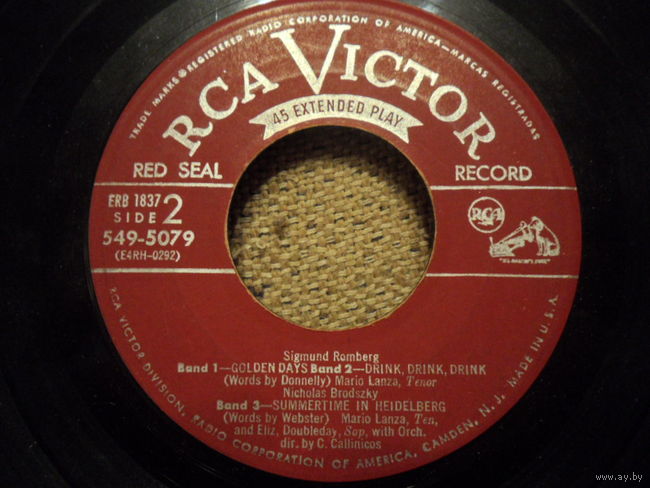 TRADE MARKS ® REGISTERED RADIO CORPORATION OF AMERICA—MARCAS REGISTRADAS
RCA VICTOR
45 EXTENDED PLAY
RED SEAL RECORD
ERB 1837
SIDE 2
549-5079
(E4RH-0292)
RCA
"HIS MASTER'S VOICE"
Sigmund Romberg
Band 1—GOLDEN DAYS Band 2—DRINK, DRINK, DRINK
(Words by Donnelly) Mario Lanza, Tenor
Nicholas Brodszky
Band 3—SUMMERTIME IN HEIDELBERG
(Words by Webster) Mario Lanza, Ten,
and Eliz, Doubleday, Sop, with Orch.
dir. by C. Callinicos
RCA VICTOR DIVISION, RADIO CORPORATION OF AMERICA, CAMDEN, N. J. MADE IN U.S.A.
www.ay.by